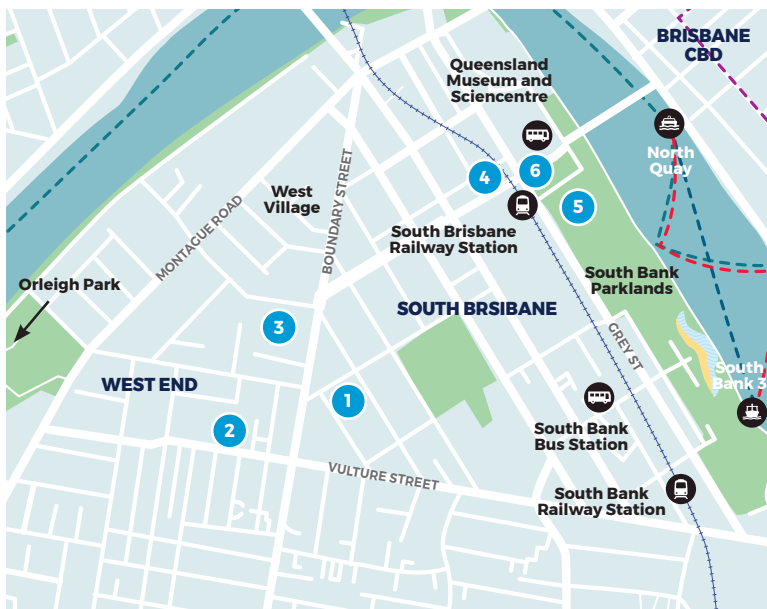 BRISBANE
CBD
Queensland
Museum and
Sciencentre
North
Quay
6
4
5
West
Village
BOUNDARY STREET
MONTAGUE ROAD
South Brisbane
Railway Station
Orleigh Park
South Bank
Parklands
SOUTH BRSIBANE
3
GREY ST
WEST END
South
Bank 3
1
2
South Bank
Bus Station
VULTURE STREET
South Bank
Railway Station